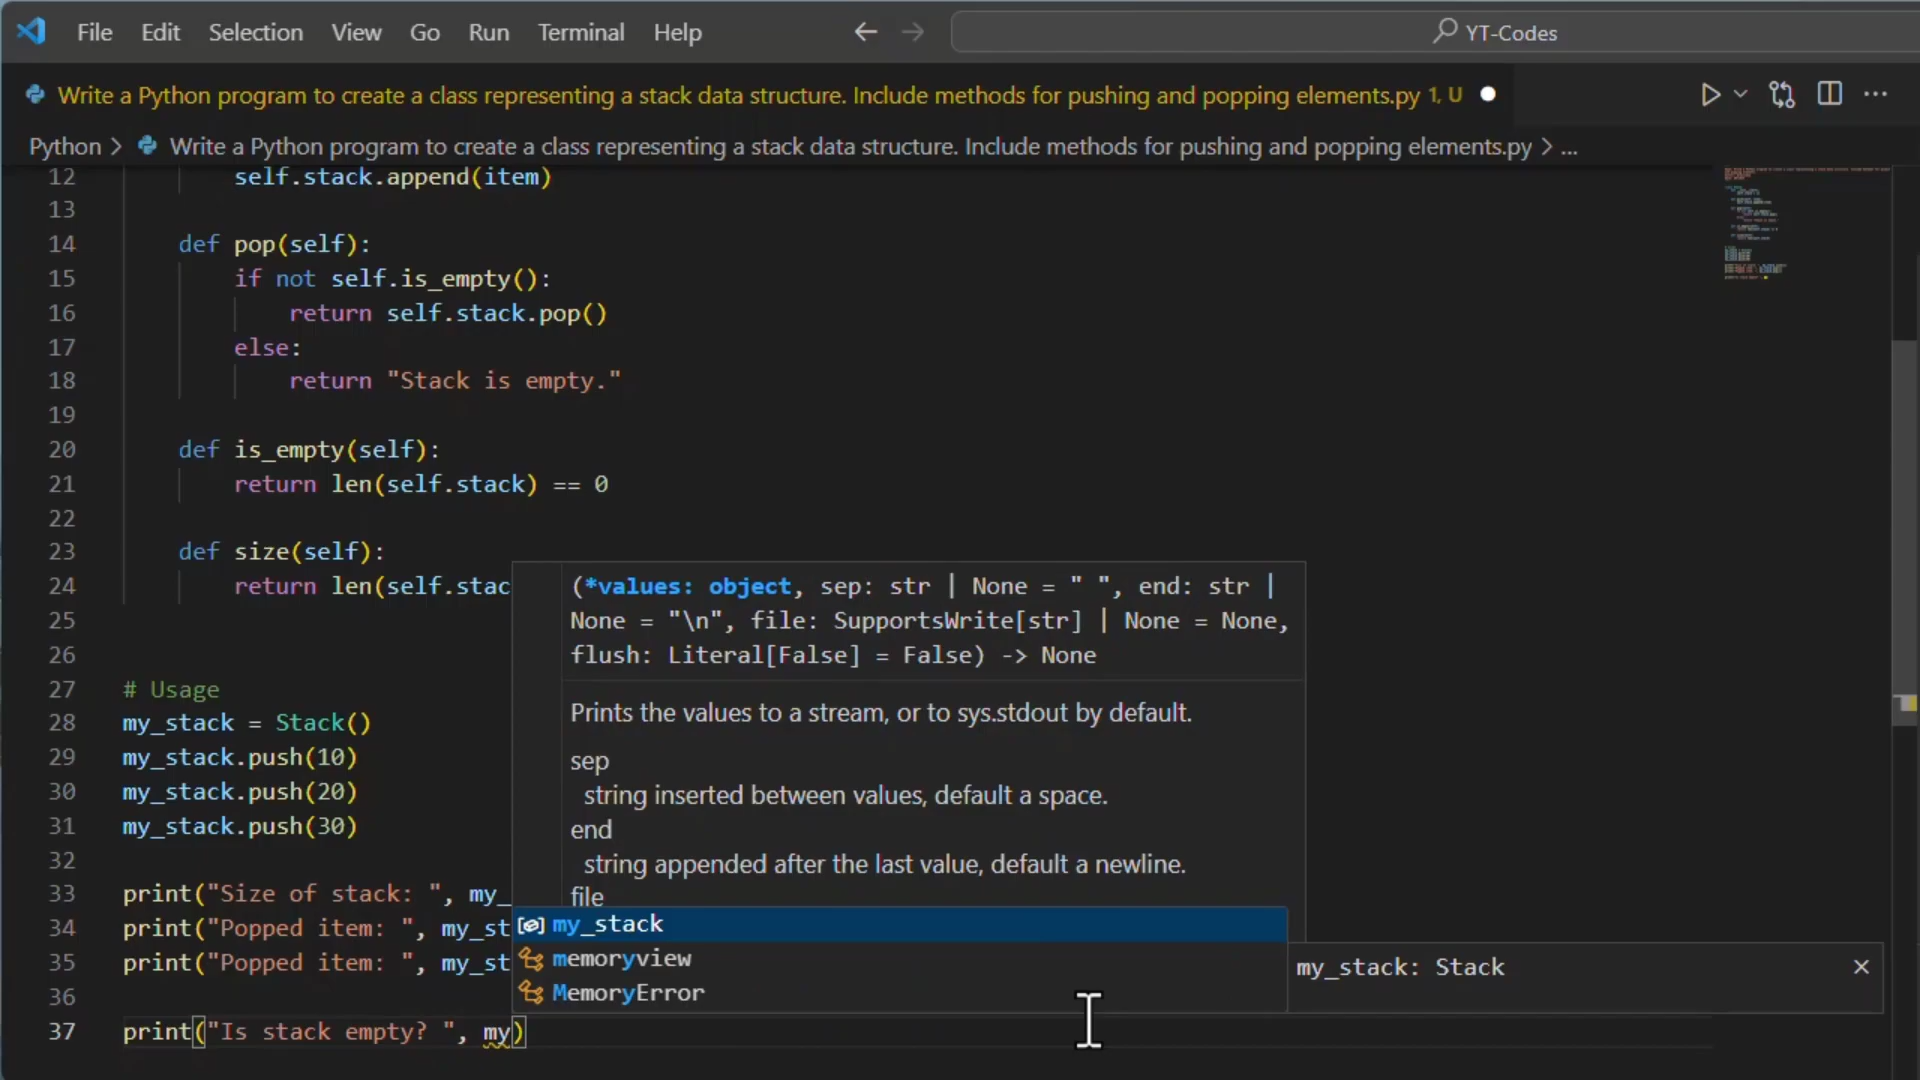 File Edit Selection View Go Run Terminal Help
YT-Codes
Write a Python program to create a class representing a stack data structure. Include methods for pushing and popping elements.py 1, U
Python > Write a Python program to create a class representing a stack data structure. Include methods for pushing and popping elements.py > ...
12 self.stack.append(item)
13
14 def pop(self):
15 if not self.is_empty():
16 return self.stack.pop()
17 else:
18 return "Stack is empty."
19
20 def is_empty(self):
21 return len(self.stack) == 0
22
23 def size(self):
24 return len(self.stac
25
26
27 # Usage
28 my_stack = Stack()
29 my_stack.push(10)
30 my_stack.push(20)
31 my_stack.push(30)
32
33 print("Size of stack: ", my_
34 print("Popped item: ", my_st
35 print("Popped item: ", my_st
36
37 print("Is stack empty? ", my)
(*values: object, sep: str | None = " ", end: str |
None = "\n", file: SupportsWrite[str] | None = None,
flush: Literal[False] = False) -> None
Prints the values to a stream, or to sys.stdout by default.
sep
string inserted between values, default a space.
end
string appended after the last value, default a newline.
file
my_stack
memoryview
MemoryError
my_stack: Stack